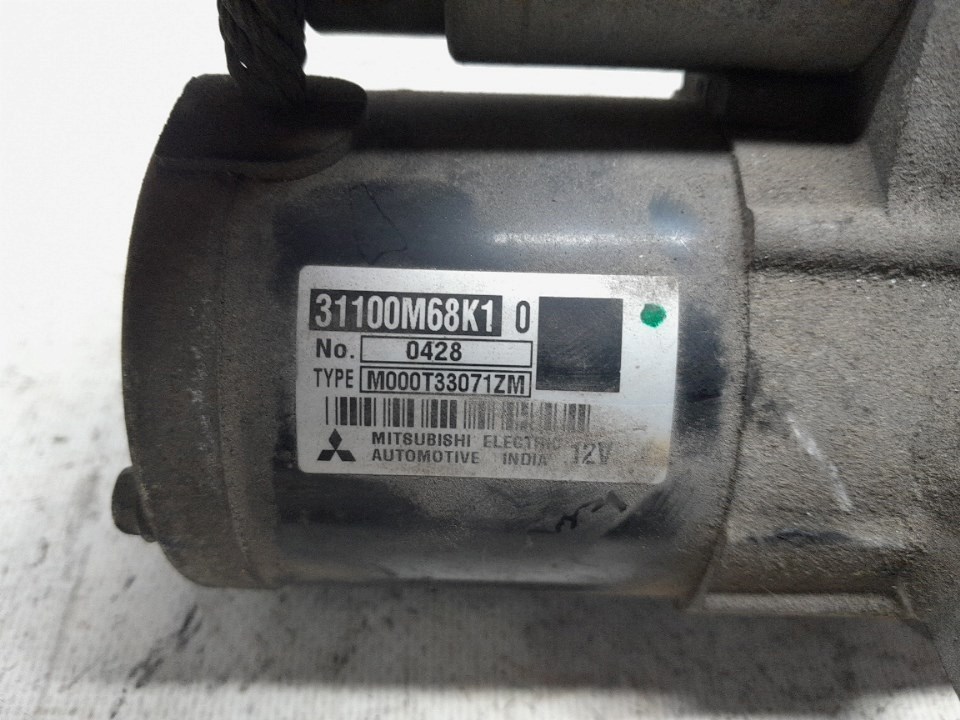 31100M68K1 0
No. 0428
TYPE M000T33071ZM
MITSUBISHI ELECTRIC
AUTOMOTIVE INDIA 12V